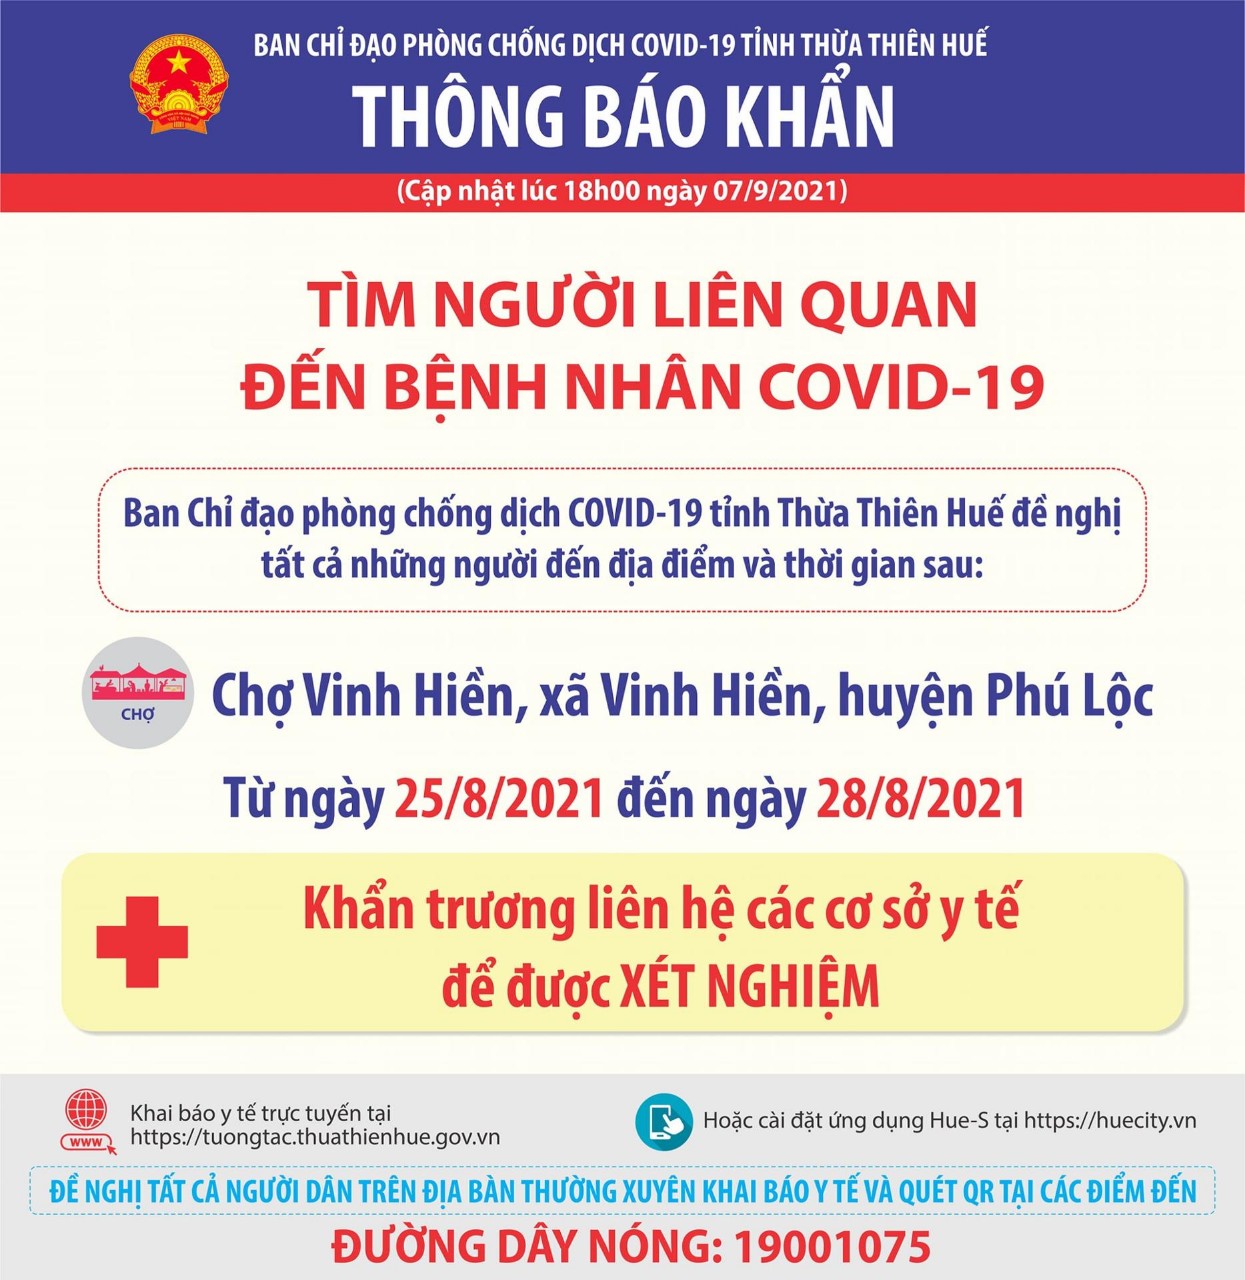 BAN CHỈ ĐẠO PHÒNG CHỐNG DỊCH COVID-19 TỈNH THỪA THIÊN HUẾ
THÔNG BÁO KHẨN
(Cập nhật lúc 18h00 ngày 07/9/2021)
TÌM NGƯỜI LIÊN QUAN
ĐẾN BỆNH NHÂN COVID-19
Ban Chỉ đạo phòng chống dịch COVID-19 tỉnh Thừa Thiên Huế đề nghị
tất cả những người đến địa điểm và thời gian sau:
CHỢ
Chợ Vinh Hiền, xã Vinh Hiền, huyện Phú Lộc
Từ ngày 25/8/2021 đến ngày 28/8/2021
Khẩn trương liên hệ các cơ sở y tế
để được XÉT NGHIỆM
Khai báo y tế trực tuyến tại
https://tuongtac.thuathienhue.gov.vn
www
Hoặc cài đặt ứng dụng Hue-S tại https://huecity.vn
ĐỀ NGHỊ TẤT CẢ NGƯỜI DÂN TRÊN ĐỊA BÀN THƯỜNG XUYÊN KHAI BÁO Y TẾ VÀ QUÉT QR TẠI CÁC ĐIỂM ĐẾN
ĐƯỜNG DÂY NÓNG: 19001075